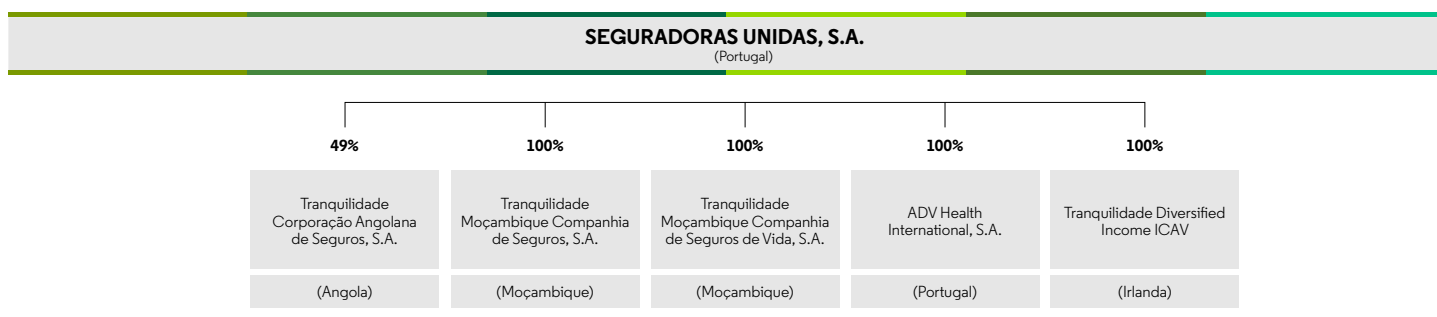 SEGURADORAS UNIDAS, S.A.
(Portugal)
49%
100%
100%
100%
100%
Tranquilidade
Corporação Angolana
de Seguros, S.A.
Tranquilidade
Moçambique Companhia
de Seguros, S.A.
Tranquilidade
Moçambique Companhia
de Seguros de Vida, S.A.
ADV Health
International, S.A.
Tranquilidade Diversified
Income ICAV
(Angola)
(Moçambique)
(Moçambique)
(Portugal)
(Irlanda)